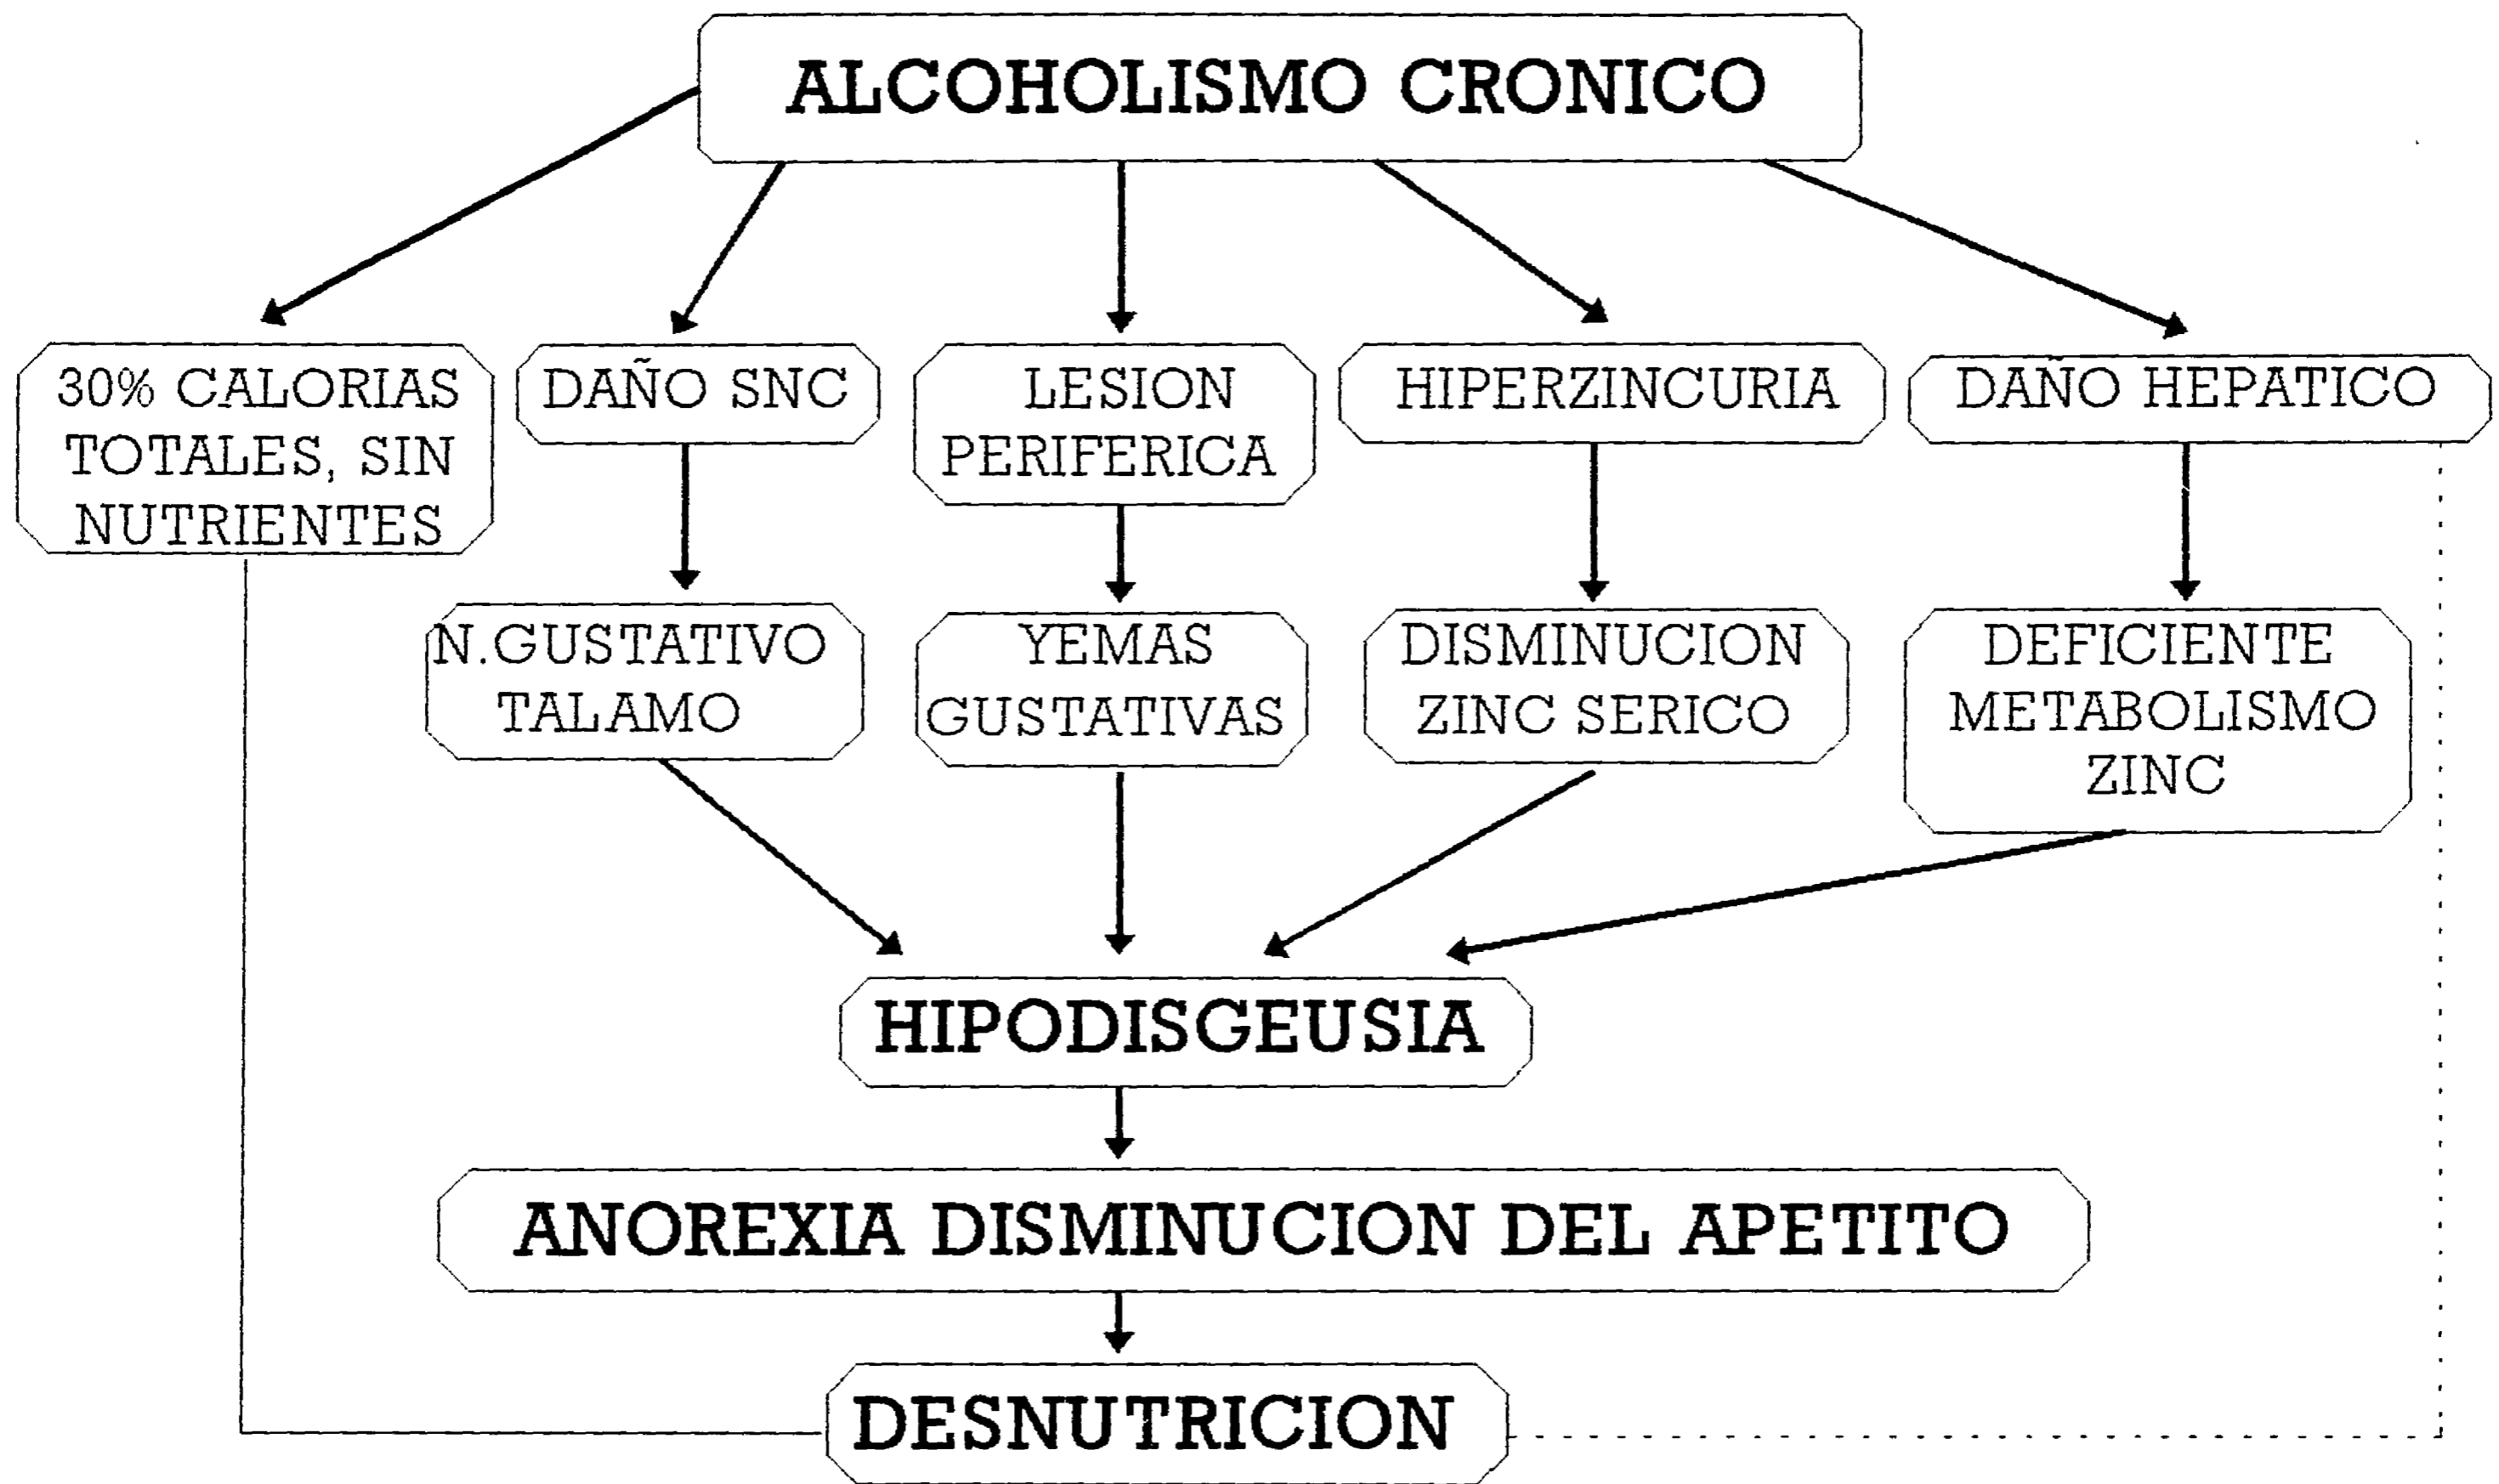 ALCOHOLISMO CRONICO
30% CALORIAS
TOTALES, SIN
NUTRIENTES
DAÑO SNC
LESION
PERIFERICA
HIPERZINCURIA
DAÑO HEPATICO
N.GUSTATIVO
TALAMO
YEMAS
GUSTATIVAS
DISMINUCION
ZINC SERICO
DEFICIENTE
METABOLISMO
ZINC
HIPODISGEUSIA
ANOREXIA DISMINUCION DEL APETITO
DESNUTRICION